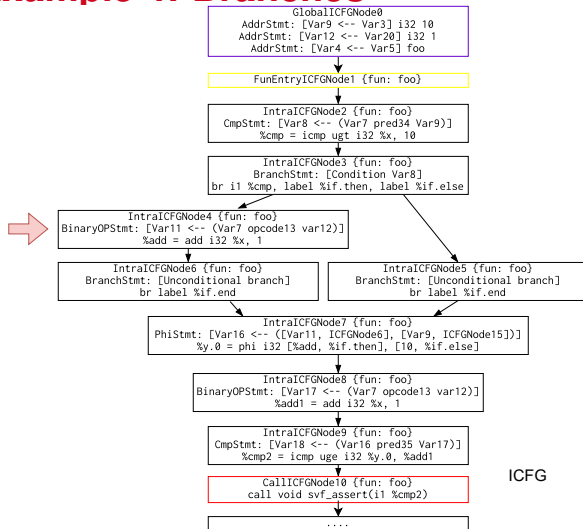 GlobalICFGNode0
AddrStmt: [Var9 <-- Var3] i32 10
AddrStmt: [Var12 <-- Var20] i32 1
AddrStmt: [Var4 <-- Var5] foo
FunEntryICFGNode1 {fun: foo}
IntraICFGNode2 {fun: foo}
CmpStmt: [Var8 <-- (Var7 pred34 Var9)]
%cmp = icmp ugt i32 %x, 10
IntraICFGNode3 {fun: foo}
BranchStmt: [Condition Var8]
br i1 %cmp, label %if.then, label %if.else
IntraICFGNode4 {fun: foo}
BinaryOPStmt: [Var11 <-- (Var7 opcode13 var12)]
%add = add i32 %x, 1
IntraICFGNode6 {fun: foo}
BranchStmt: [Unconditional branch]
br label %if.end
IntraICFGNode5 {fun: foo}
BranchStmt: [Unconditional branch]
br label %if.end
IntraICFGNode7 {fun: foo}
PhiStmt: [Var16 <-- ([Var11, ICFGNode6], [Var9, ICFGNode15])]
%y.0 = phi i32 [%add, %if.then], [10, %if.else]
IntraICFGNode8 {fun: foo}
BinaryOPStmt: [Var17 <-- (Var7 opcode13 var12)]
%add1 = add i32 %x, 1
IntraICFGNode9 {fun: foo}
CmpStmt: [Var18 <-- (Var16 pred35 Var17)]
%cmp2 = icmp uge i32 %y.0, %add1
ICFG
CallICFGNode10 {fun: foo}
call void svf_assert(i1 %cmp2)
....